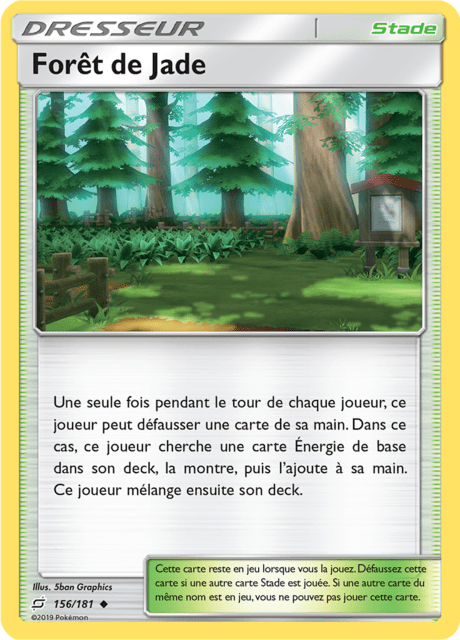 DRESSEUR
Stade
Forêt de Jade
Une seule fois pendant le tour de chaque joueur, ce
joueur peut défausser une carte de sa main. Dans ce
cas, ce joueur cherche une carte Énergie de base
dans son deck, la montre, puis l'ajoute à sa main.
Ce joueur mélange ensuite son deck.
Cette carte reste en jeu lorsque vous la jouez. Défaussez cette
carte si une autre carte Stade est jouée. Si une autre carte du
même nom est en jeu, vous ne pouvez pas jouer cette carte.
Illus. 5ban Graphics
156/181
©2019 Pokémon